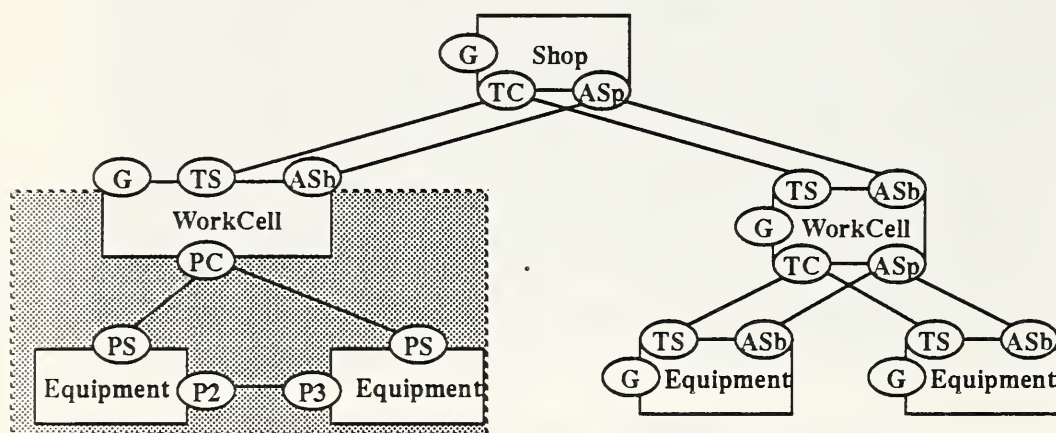 G
Shop
TC ASp
G TS ASb
WorkCell
PC
PS PS
Equipment P2 P3 Equipment
TS ASb
G WorkCell
TC ASp
TS ASb TS ASb
G Equipment G Equipment